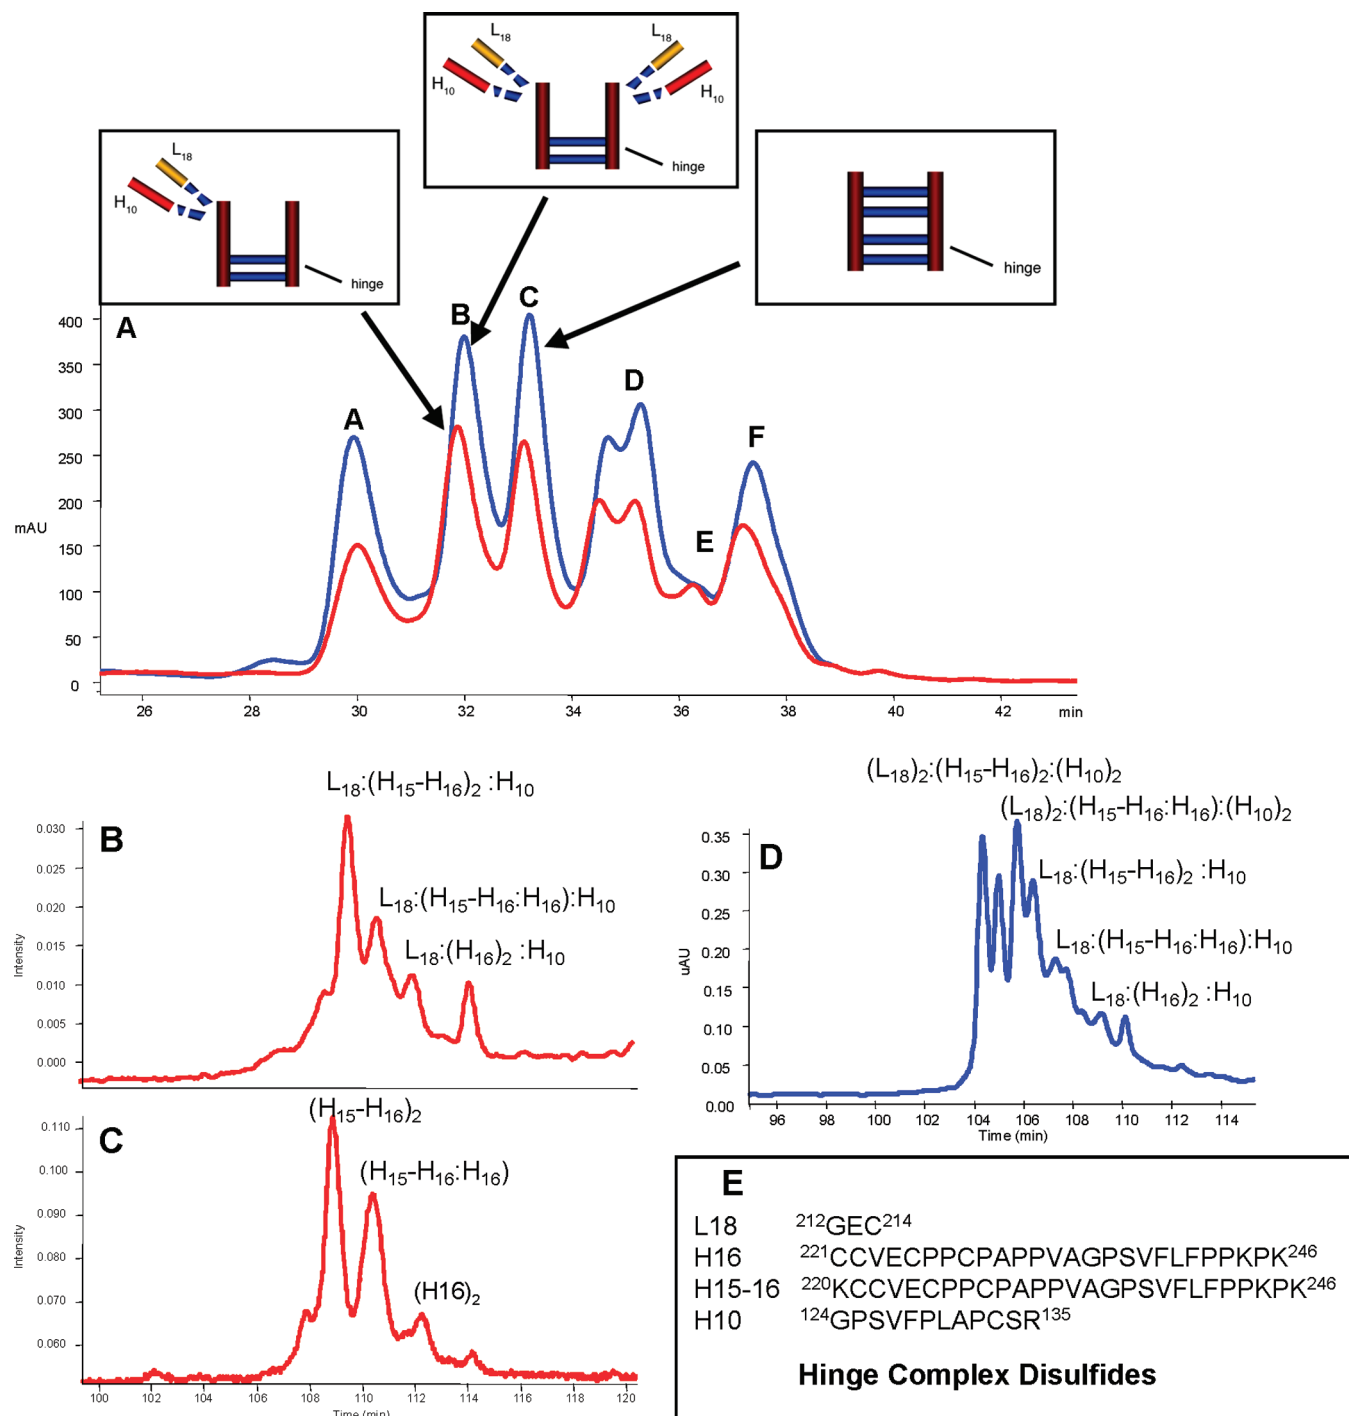 L18
L18
H10
H10
hinge
L18
H10
hinge
hinge
A
400
350
300
250
200
150
100
50
0
mAU
A
B
C
D
E
F
26
28
30
32
34
36
38
40
42
min
L18:(H15-H16)2 :H10
B
L18:(H15-H16:H16):H10
L18:(H16)2 :H10
0.030
0.025
0.020
0.015
0.010
0.005
0.000
Intensity
(H15-H16)2
C
(H15-H16:H16)
(H16)2
0.110
0.100
0.090
0.080
0.070
0.060
Intensity
100
102
104
106
108
110
112
114
116
118
120
Time (min)
(L18)2:(H15-H16)2:(H10)2
(L18)2:(H15-H16:H16):(H10)2
D
L18:(H15-H16)2 :H10
L18:(H15-H16:H16):H10
L18:(H16)2 :H10
0.35
0.30
0.25
0.20
0.15
0.10
0.05
0.00
uAU
96
98
100
102
104
106
108
110
112
114
Time (min)
E
L18 212GEC214
H16 221CCVECPPCPAPPVAGPSVFLFPPKPK246
H15-16 220KCCVECPPCPAPPVAGPSVFLFPPKPK246
H10 124GPSVFPLAPCSR135
Hinge Complex Disulfides